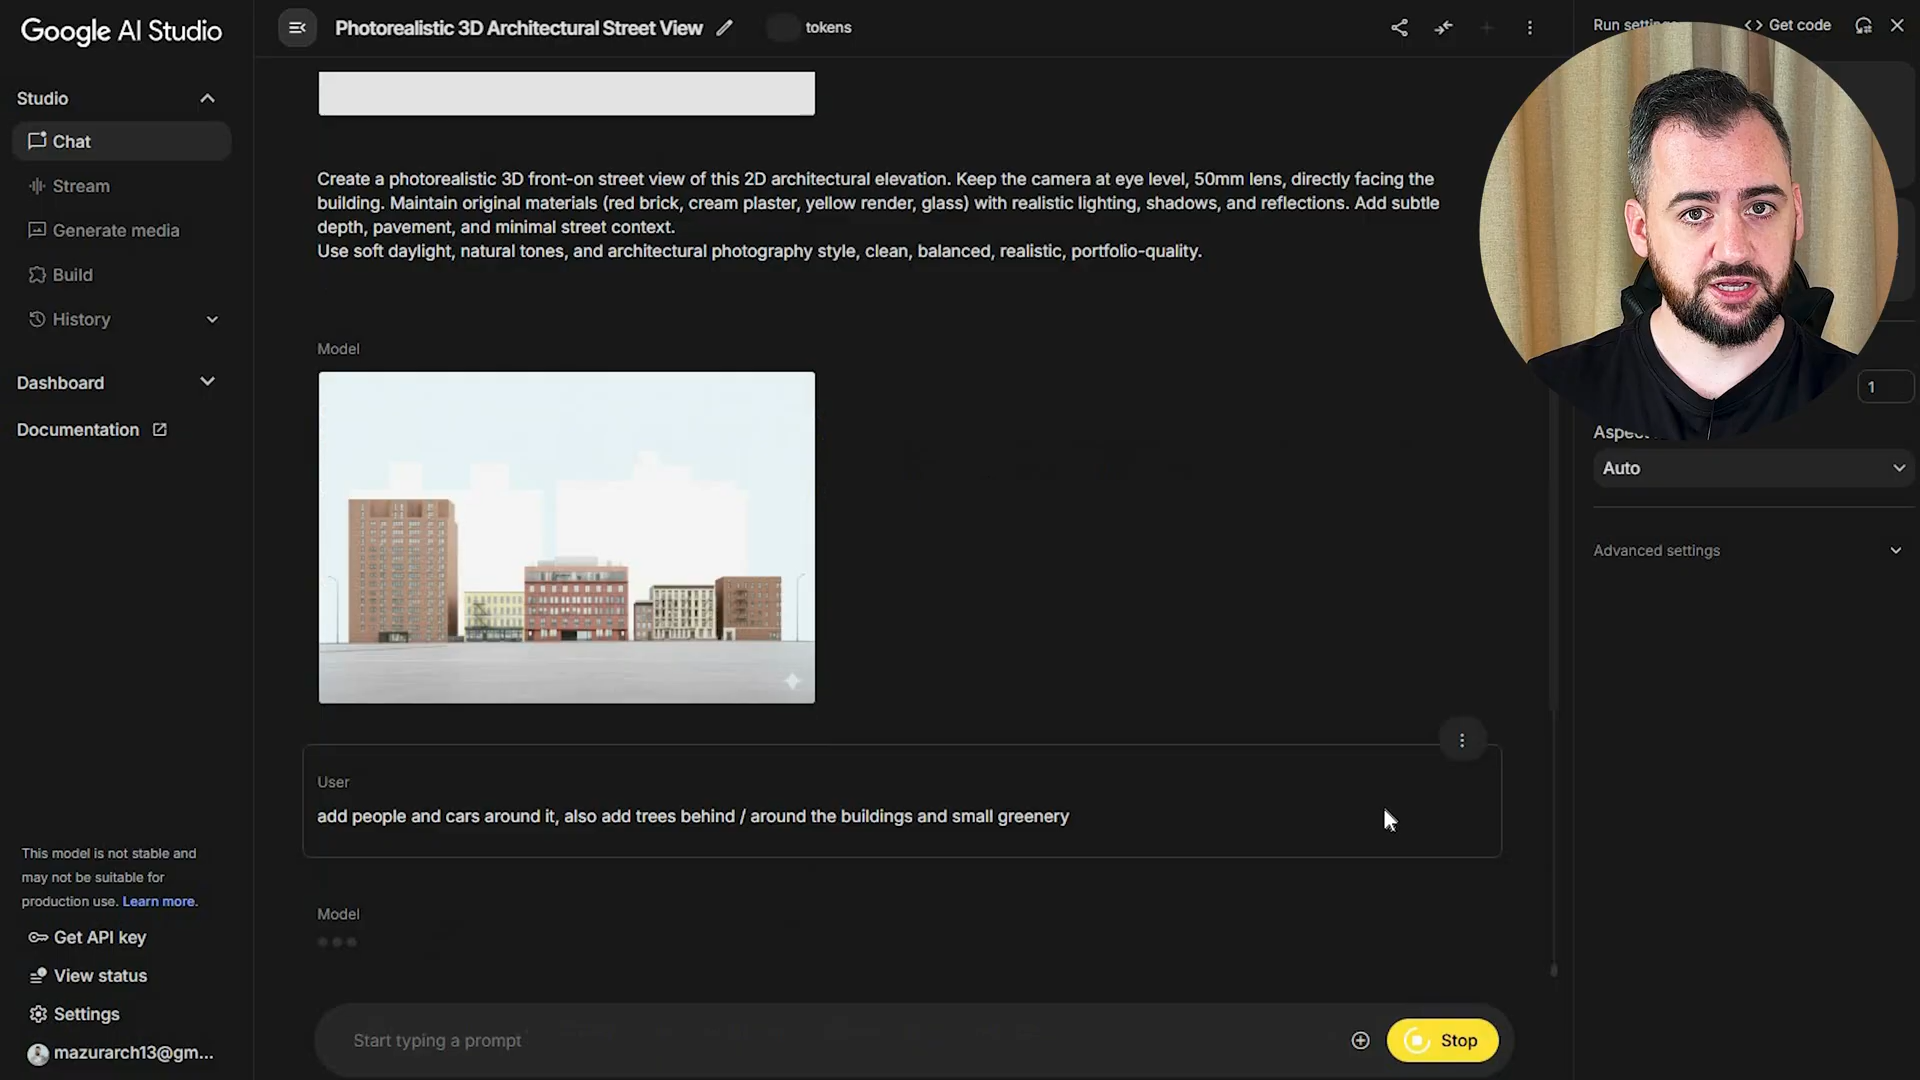 Google AI Studio
Studio
Chat
Stream
Generate media
Build
History
Dashboard
Documentation
This model is not stable and
may not be suitable for
production use. Learn more.
Get API key
View status
Settings
mazurarch13@gm...
Photorealistic 3D Architectural Street View
tokens
Create a photorealistic 3D front-on street view of this 2D architectural elevation. Keep the camera at eye level, 50mm lens, directly facing the
building. Maintain original materials (red brick, cream plaster, yellow render, glass) with realistic lighting, shadows, and reflections. Add subtle
depth, pavement, and minimal street context.
Use soft daylight, natural tones, and architectural photography style, clean, balanced, realistic, portfolio-quality.
Model
User
add people and cars around it, also add trees behind / around the buildings and small greenery
Model
Start typing a prompt
Stop
Run
Get code
1
Auto
Advanced settings